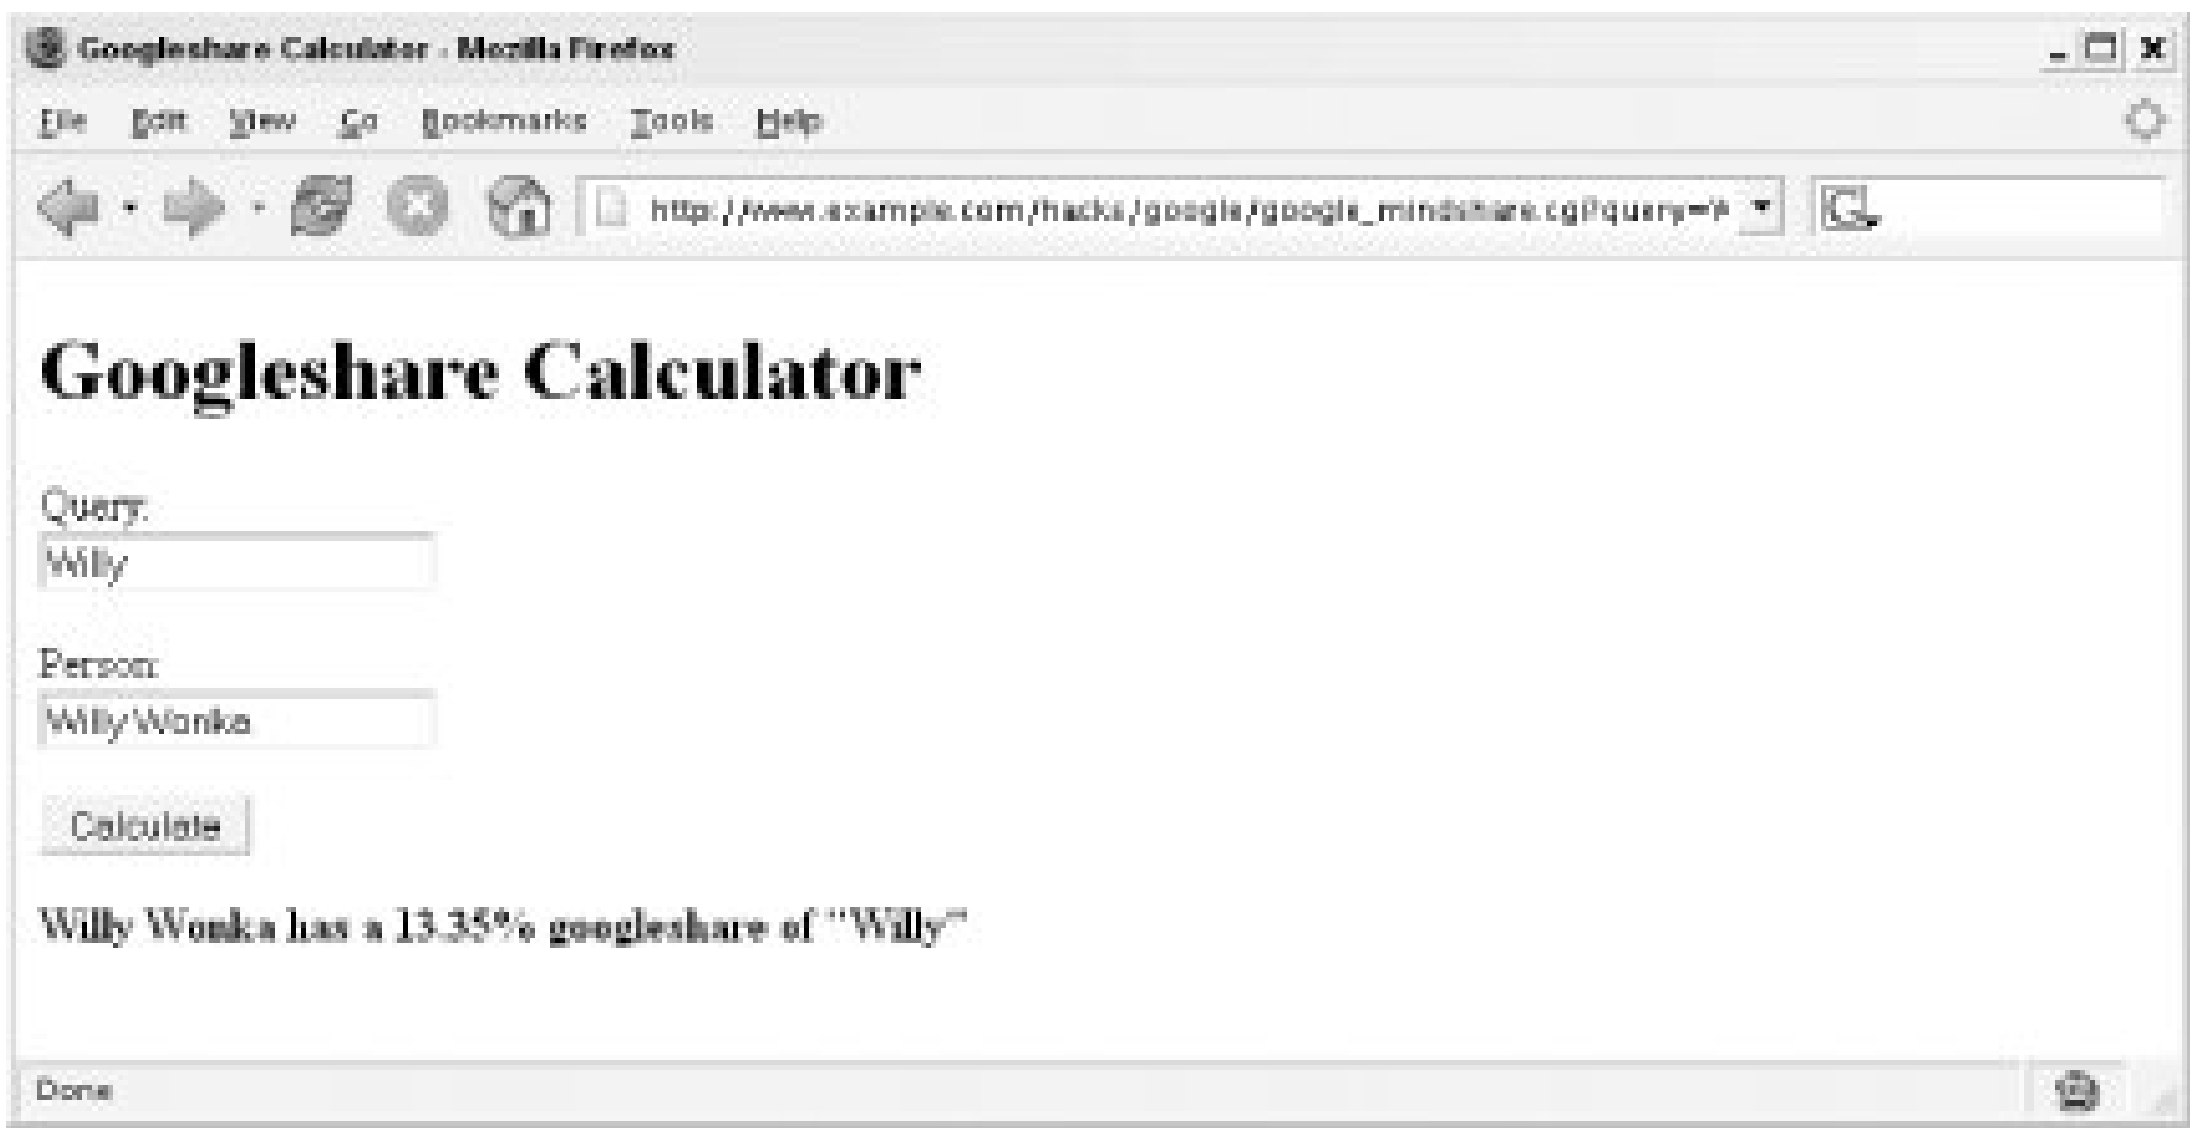 Googleshare Calculator - Mozilla Firefox
File Edit View Go Bookmarks Tools Help
http://www.example.com/hacks/google/google_mindshare.cgi?query=W
Googleshare Calculator
Query:
Willy
Person:
Willy Wonka
Calculate
Willy Wonka has a 13.35% googleshare of "Willy"
Done